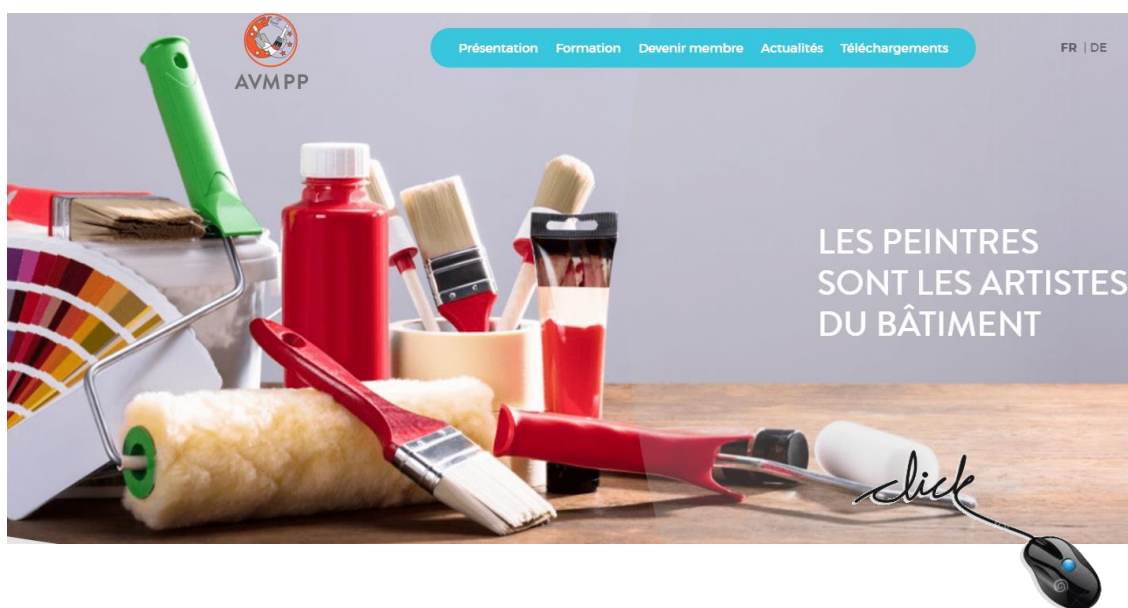 AVMPP
Présentation Formation Devenir membre Actualités Téléchargements
FR | DE
LES PEINTRES
SONT LES ARTISTES
DU BÂTIMENT
click